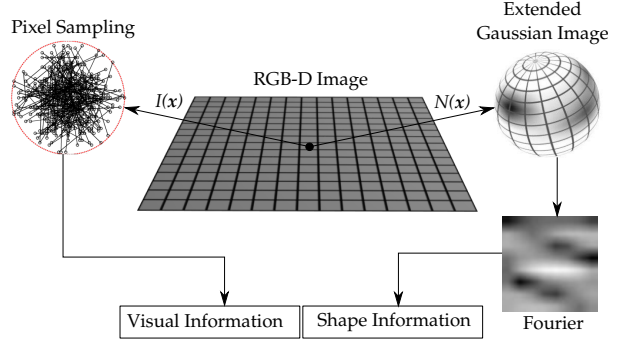 Pixel Sampling
Extended
Gaussian Image
RGB-D Image
I(x)
N(x)
Visual Information
Shape Information
Fourier